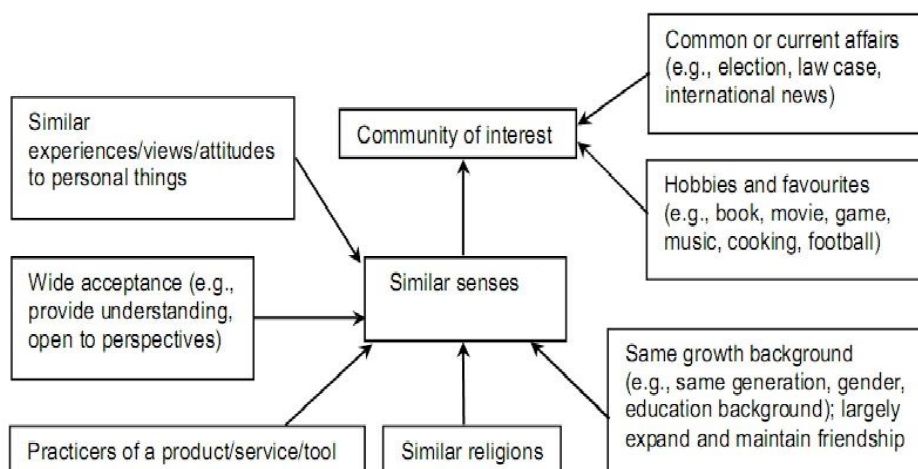 Common or current affairs
(e.g., election, law case,
international news)
Similar
experiences/views/attitudes
to personal things
Community of interest
Hobbies and favourites
(e.g., book, movie, game,
music, cooking, football)
Wide acceptance (e.g.,
provide understanding,
open to perspectives)
Similar senses
Same growth background
(e.g., same generation, gender,
education background); largely
expand and maintain friendship
Practicers of a product/service/tool
Similar religions